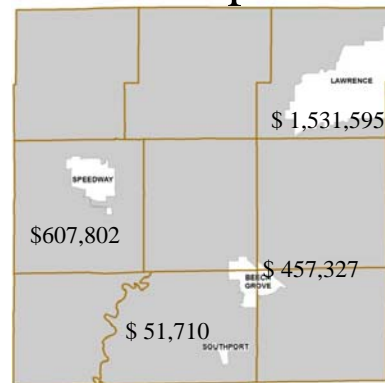 LAWRENCE
$ 1,531,595
SPEEDWAY
$607,802
$ 457,327
BEECH
GROVE
$ 51,710
SOUTHPORT